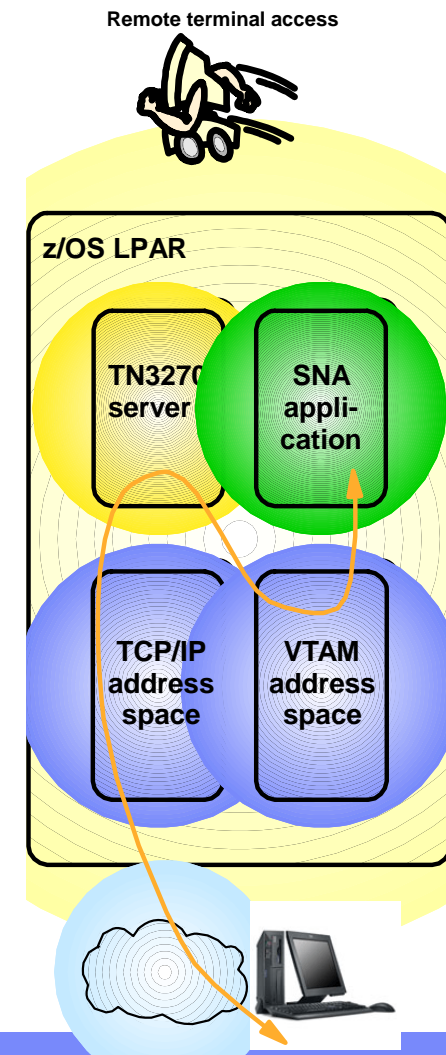 Remote terminal access
z/OS LPAR
TN3270
server
SNA
appli-
cation
TCP/IP
address
space
VTAM
address
space